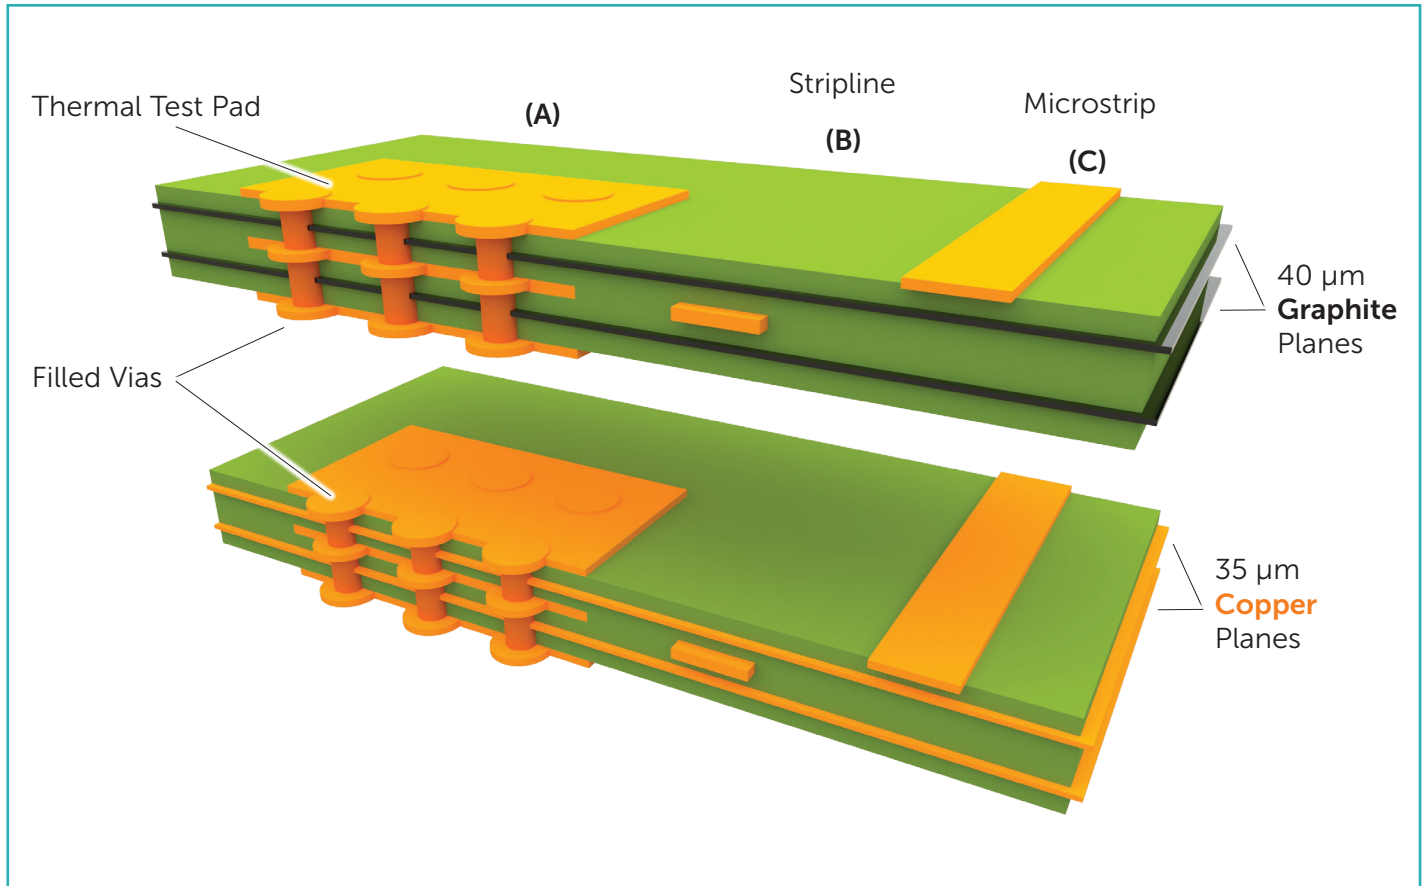 Thermal Test Pad
(A)
Stripline
(B)
Microstrip
(C)
40 µm
Graphite
Planes
Filled Vias
35 µm
Copper
Planes